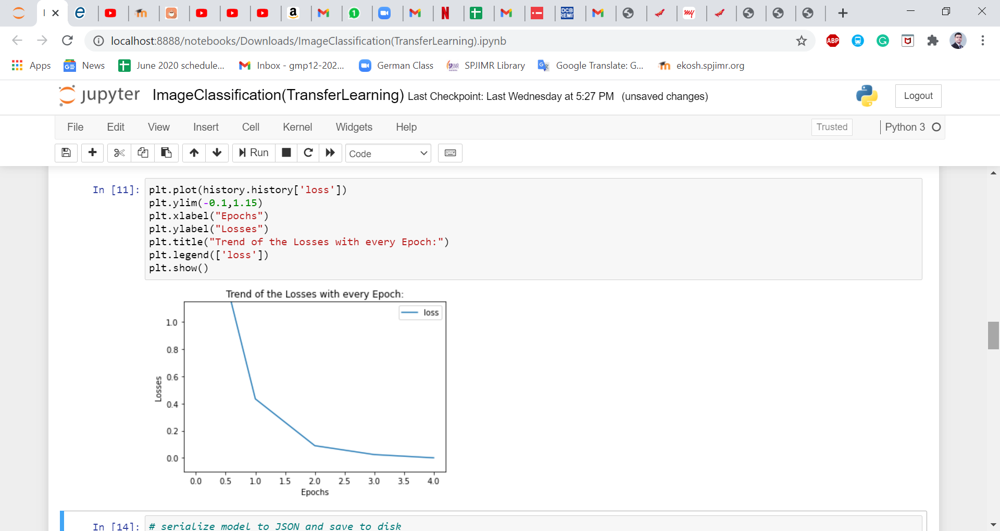 1
DCB
REMI
my
localhost:8888/notebooks/Downloads/ImageClassification(TransferLearning).ipynb
ABP
Apps
News
June 2020 schedule...
Inbox - gmp12-202...
German Class
SPJIMR Library
Google Translate: G...
ekosh.spjimr.org
jupyter
ImageClassification(TransferLearning) Last Checkpoint: Last Wednesday at 5:27 PM (unsaved changes)
Logout
File Edit View Insert Cell Kernel Widgets Help
Trusted
Python 3
Run
Code
In [11]:
plt.plot(history.history['loss'])
plt.ylim(-0.1,1.15)
plt.xlabel("Epochs")
plt.ylabel("Losses")
plt.title("Trend of the Losses with every Epoch:")
plt.legend(['loss'])
plt.show()
Trend of the Losses with every Epoch:
loss
1.0
0.8
0.6
0.4
0.2
0.0
Losses
0.0 0.5 1.0 1.5 2.0 2.5 3.0 3.5 4.0
Epochs
In [14]:
# serialize model to JSON and save to disk